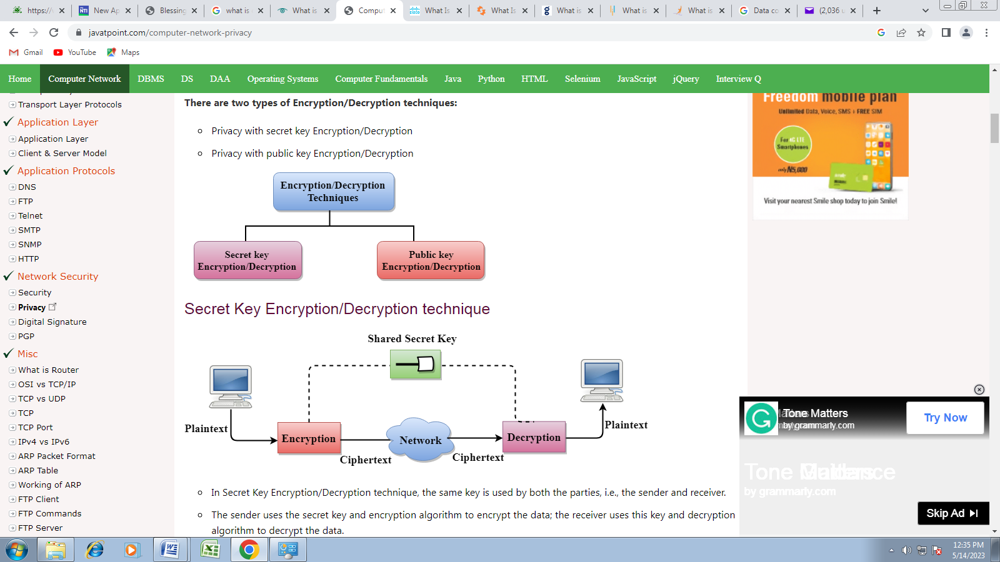 https://
New Ap
Blessing
what is
What is
Comput
What Is
What Is
What is
What is
What is
Data co
(2,036 u
javatpoint.com/computer-network-privacy
Gmail
YouTube
Maps
Home
Computer Network
DBMS
DS
DAA
Operating Systems
Computer Fundamentals
Java
Python
HTML
Selenium
JavaScript
jQuery
Interview Q
Transport Layer Protocols
Application Layer
Application Layer
Client & Server Model
Application Protocols
DNS
FTP
Telnet
SMTP
SNMP
HTTP
Network Security
Security
Privacy
Digital Signature
PGP
Misc
What is Router
OSI vs TCP/IP
TCP vs UDP
TCP
TCP Port
IPv4 vs IPv6
ARP Packet Format
ARP Table
Working of ARP
FTP Client
FTP Commands
FTP Server
There are two types of Encryption/Decryption techniques:
Privacy with secret key Encryption/Decryption
Privacy with public key Encryption/Decryption
Encryption/Decryption
Techniques
Secret key
Encryption/Decryption
Public key
Encryption/Decryption
Secret Key Encryption/Decryption technique
Shared Secret Key
Plaintext
Encryption
Ciphertext
Network
Ciphertext
Decryption
Plaintext
In Secret Key Encryption/Decryption technique, the same key is used by both the parties, i.e., the sender and receiver.
The sender uses the secret key and encryption algorithm to encrypt the data; the receiver uses this key and decryption
algorithm to decrypt the data.
Freedom mobile plan
Unlimited Data, Voice, SMS + FREE SIM
For 4G LTE
Smartphones
only ₦5,000
Visit your nearest Smile shop today to join Smile!
Tone Matters
by grammarly.com
Try Now
Tone
by grammarly.com
Skip Ad
12:35 PM
5/14/2023